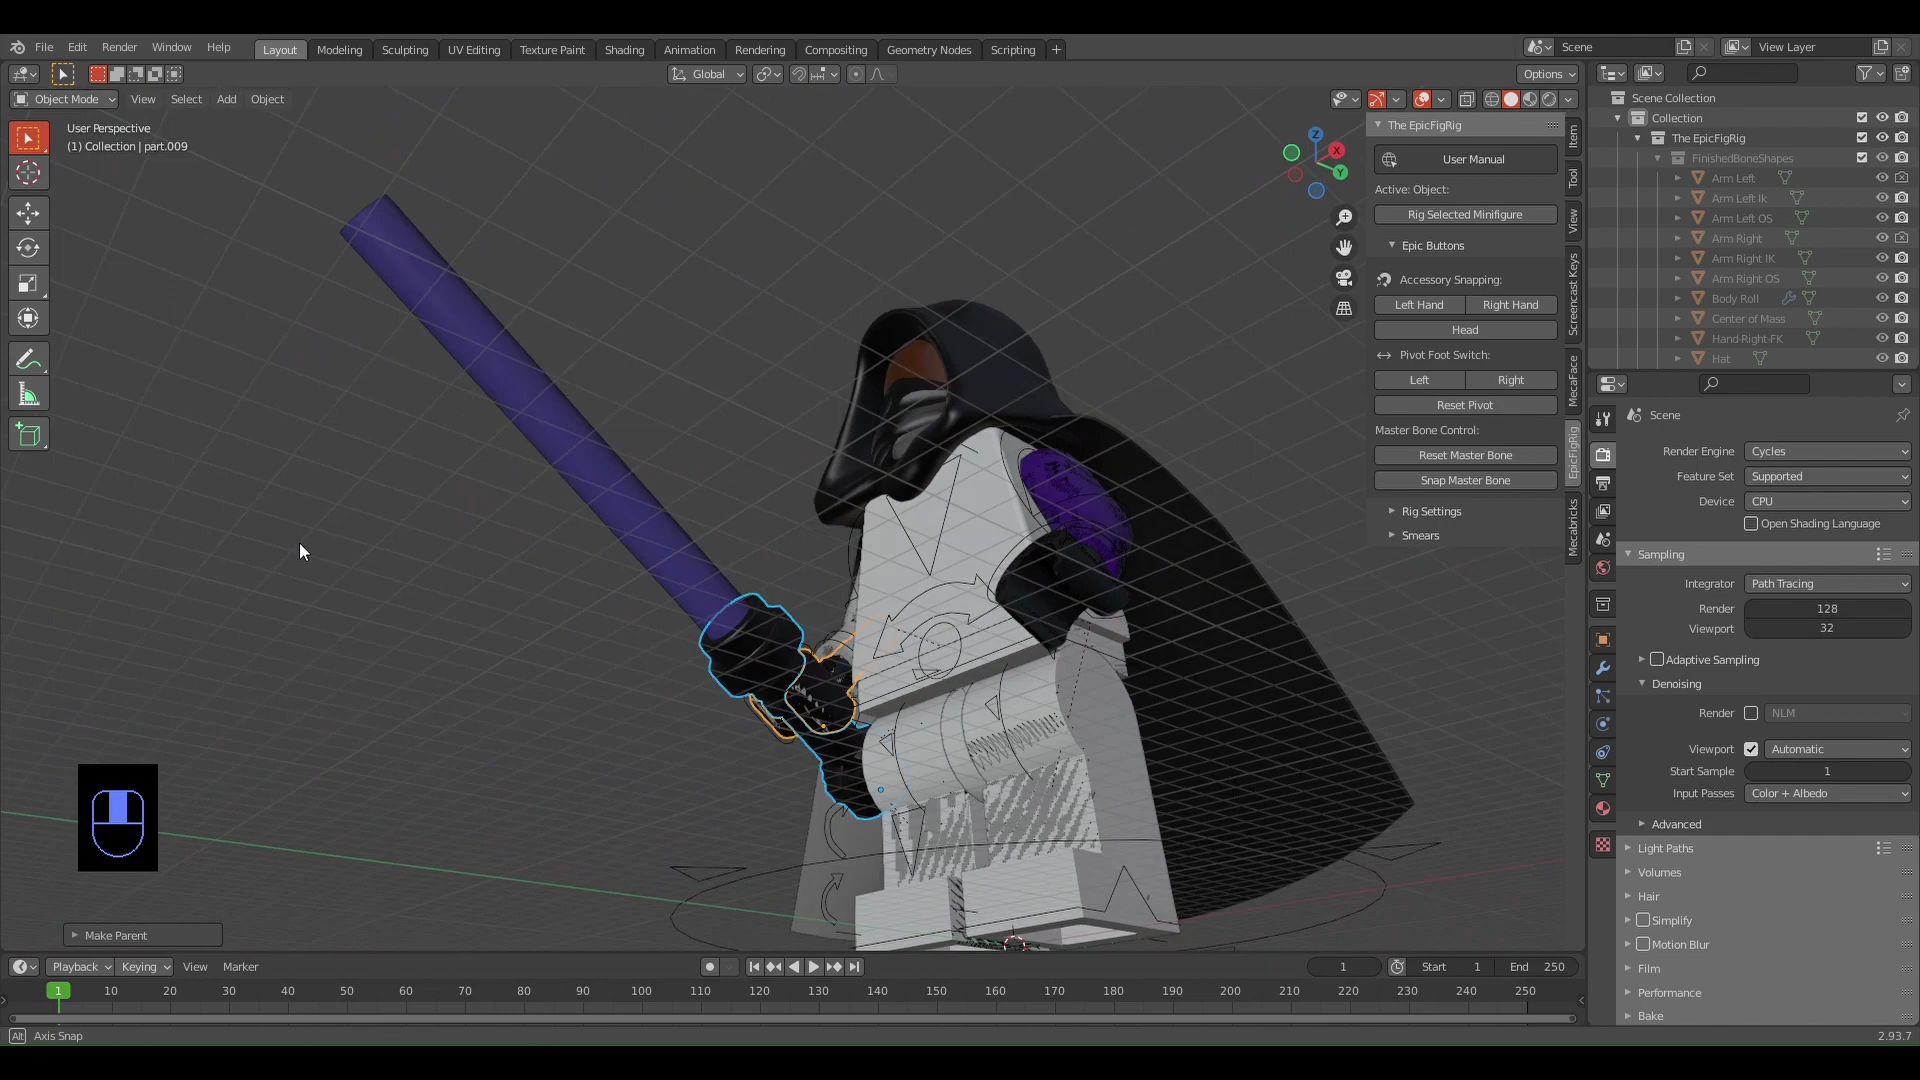 File Edit Render Window Help Layout Modeling Sculpting UV Editing Texture Paint Shading Animation Rendering Compositing Geometry Nodes Scripting + Scene View Layer
Global Options
Object Mode View Select Add Object
User Perspective
(1) Collection | part.009
Z
X
Y
The EpicFigRig
User Manual
Active: Object:
Rig Selected Minifigure
Epic Buttons
Accessory Snapping:
Left Hand Right Hand
Head
Pivot Foot Switch:
Left Right
Reset Pivot
Master Bone Control:
Reset Master Bone
Snap Master Bone
Rig Settings
Smears
Item
Tool
View
Screencast Keys
MecaFace
EpicFigRig
Mecabricks
Scene Collection
Collection
The EpicFigRig
FinishedBoneShapes
Arm Left
Arm Left Ik
Arm Left OS
Arm Right
Arm Right IK
Arm Right OS
Body Roll
Center of Mass
Hand-Right-FK
Hat
Scene
Render Engine Cycles
Feature Set Supported
Device CPU
Open Shading Language
Sampling
Integrator Path Tracing
Render 128
Viewport 32
Adaptive Sampling
Denoising
Render NLM
Viewport Automatic
Start Sample 1
Input Passes Color + Albedo
Advanced
Light Paths
Volumes
Hair
Simplify
Motion Blur
Film
Performance
Bake
Make Parent
Playback Keying View Marker 1 Start 1 End 250
1 10 20 30 40 50 60 70 80 90 100 110 120 130 140 150 160 170 180 190 200 210 220 230 240 250
Alt Axis Snap 2.93.7